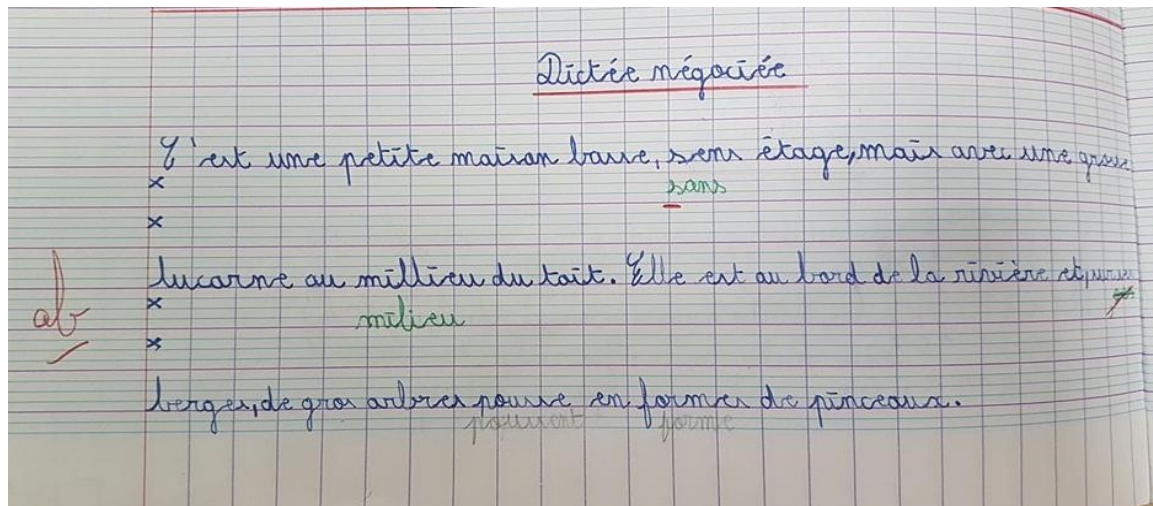 Dictée négociée
C'est une petite maison basse, sens étage, mais avec une grosse
sans
lucarne au millieu du toit. Elle est au bord de la rivière et
milieu
ab
berges, de gros arbres pousse en formes de pinceaux.
poussent forme